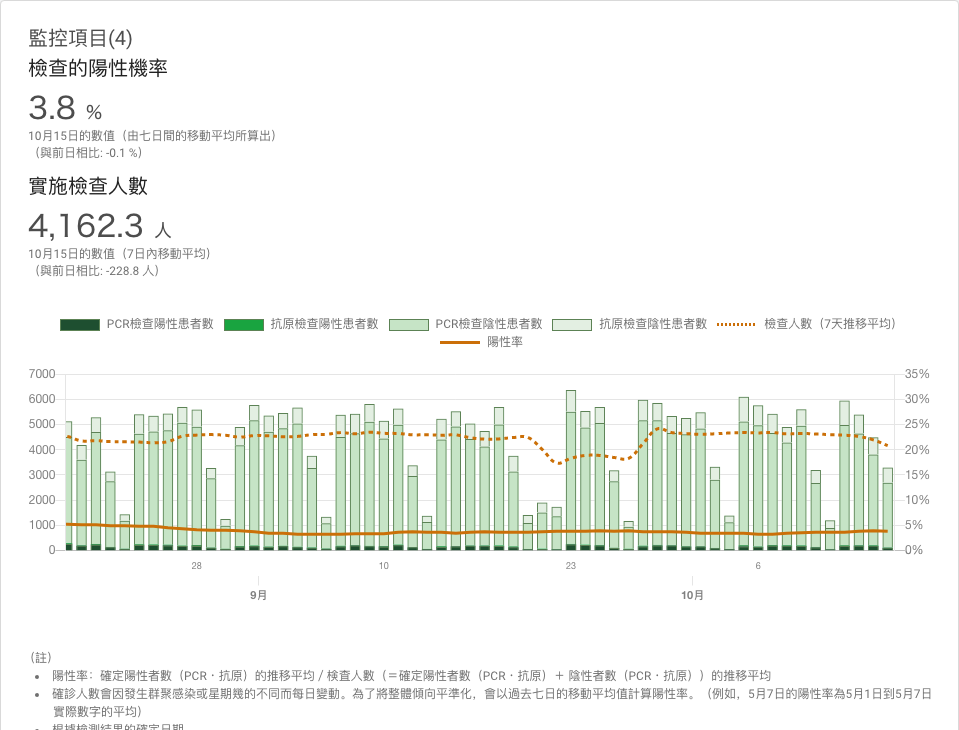 監控項目(4)
檢查的陽性機率
3.8 %
10月15日的數值（由七日間的移動平均所算出）
（與前日相比: -0.1 %）
實施檢查人數
4,162.3 人
10月15日的數值（7日內移動平均）
（與前日相比: -228.8 人）
PCR檢查陽性患者數 抗原檢查陽性患者數 PCR檢查陰性患者數 抗原檢查陰性患者數 檢查人數（7天推移平均）
陽性率
7000 35%
6000 30%
5000 25%
4000 20%
3000 15%
2000 10%
1000 5%
0 0%
28 10 23 6
9月 10月
（註）
陽性率：確定陽性者數（PCR・抗原）的推移平均 / 檢査人數（＝確定陽性者數（PCR・抗原）＋ 陰性者數（PCR・抗原））的推移平均
確診人數會因發生群聚感染或星期幾的不同而每日變動。為了將整體傾向平準化，會以過去七日的移動平均值計算陽性率。（例如，5月7日的陽性率為5月1日到5月7日
實際數字的平均）
根據檢測結果的確定日期